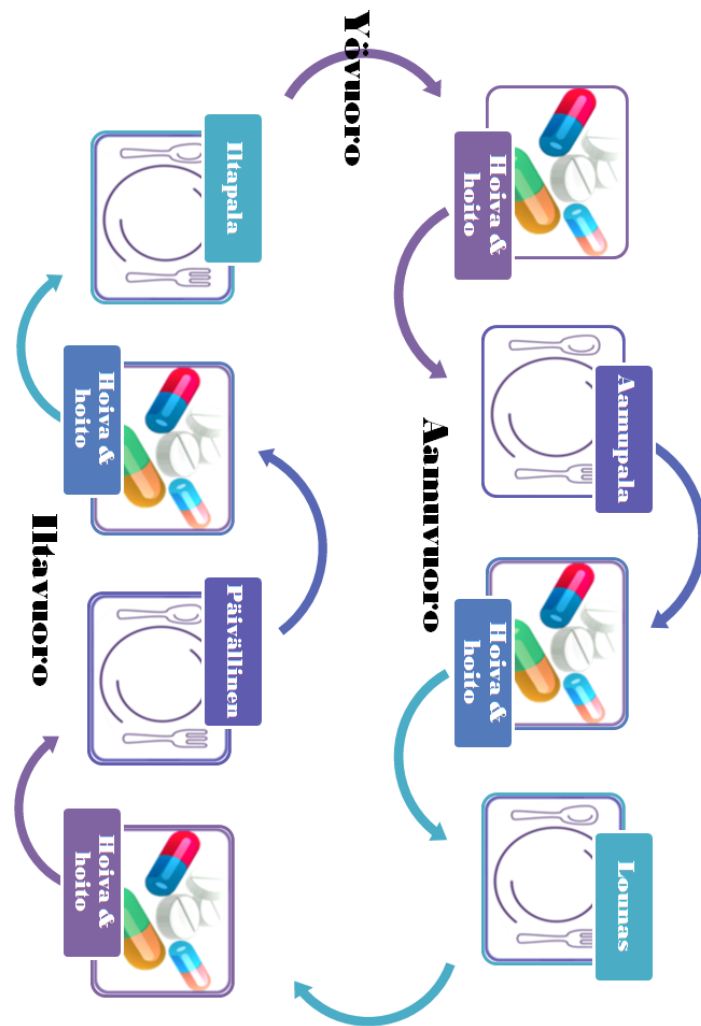 Yövuoro
Hoiva &
hoito
Aamupala
Hoiva &
hoito
Lounas
Aamuvuoro
Hoiva &
hoito
Päivällinen
Hoiva &
hoito
Iltapala
Iltavuoro